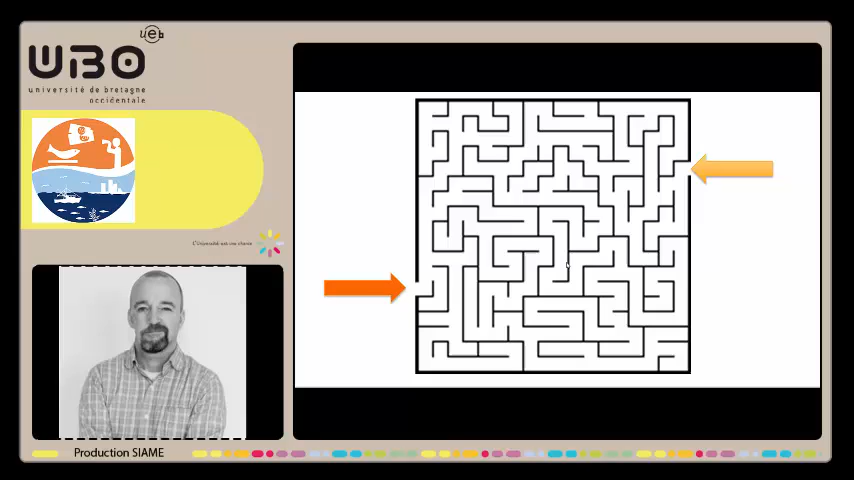 ueb
UBO
université de bretagne
occidentale
L'Université est une chance
Production SIAME